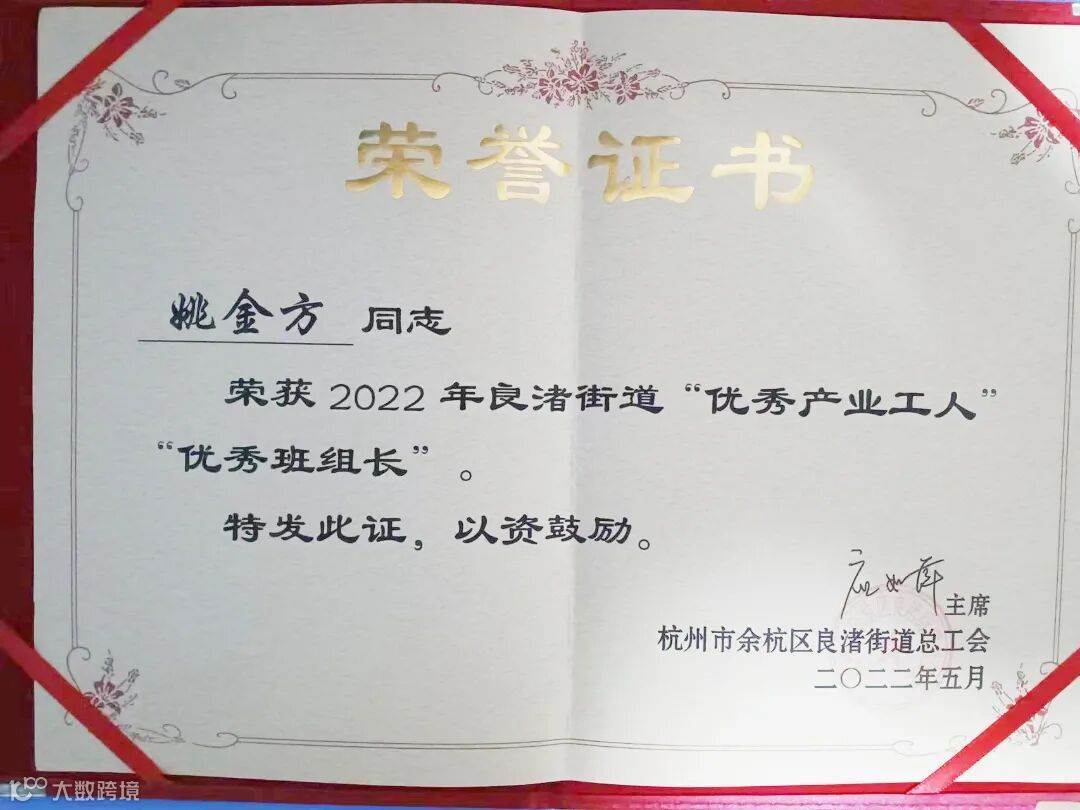 荣誉证书
姚金方 同志
荣获 2022 年良渚街道“优秀产业工人”
“优秀班组长”。
特发此证，以资鼓励。
主席
杭州市余杭区良渚街道总工会
二〇二二年五月
大数跨境